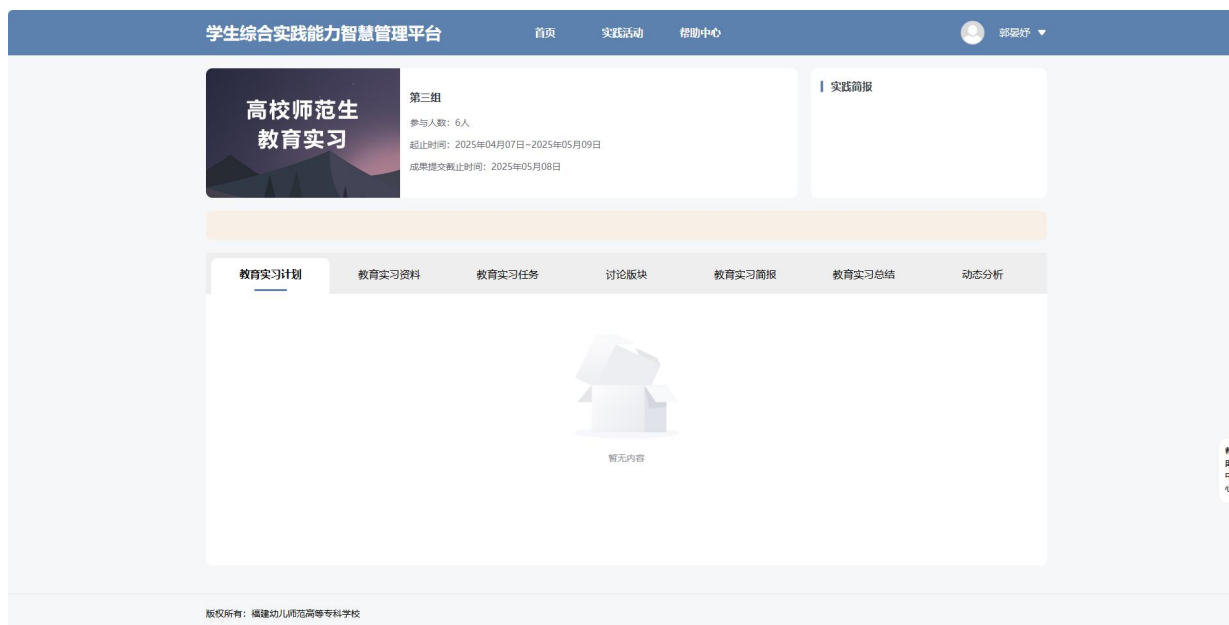 学生综合实践能力智慧管理平台
首页
实践活动
帮助中心
郭晏妤
高校师范生
教育实习
第三组
参与人数：6人
起止时间：2025年04月07日~2025年05月09日
成果提交截止时间：2025年05月08日
实践简报
教育实习计划
教育实习资料
教育实习任务
讨论版块
教育实习简报
教育实习总结
动态分析
暂无内容
版权所有：福建幼儿师范高等专科学校